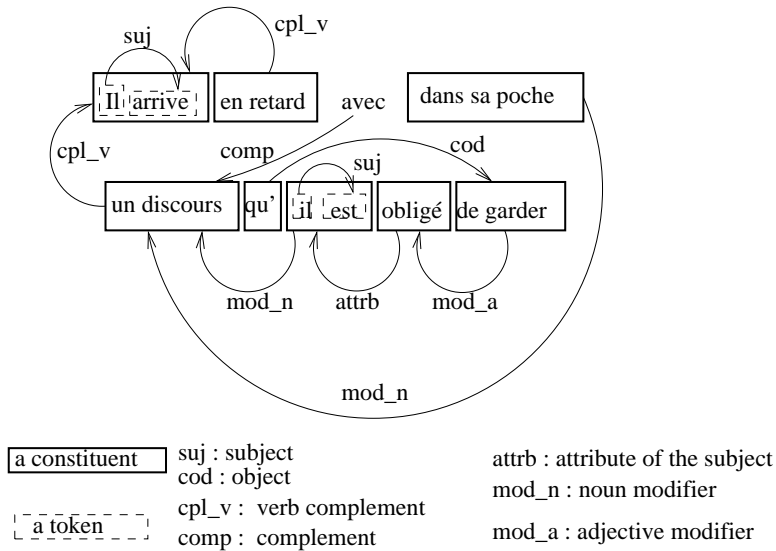 suj
cpl_v
Il arrive en retard avec dans sa poche
cpl_v comp suj cod
un discours qu' il est obligé de garder
mod_n attrb mod_a
mod_n
a constituent
a token
suj : subject
cod : object
cpl_v : verb complement
comp : complement
attrb : attribute of the subject
mod_n : noun modifier
mod_a : adjective modifier